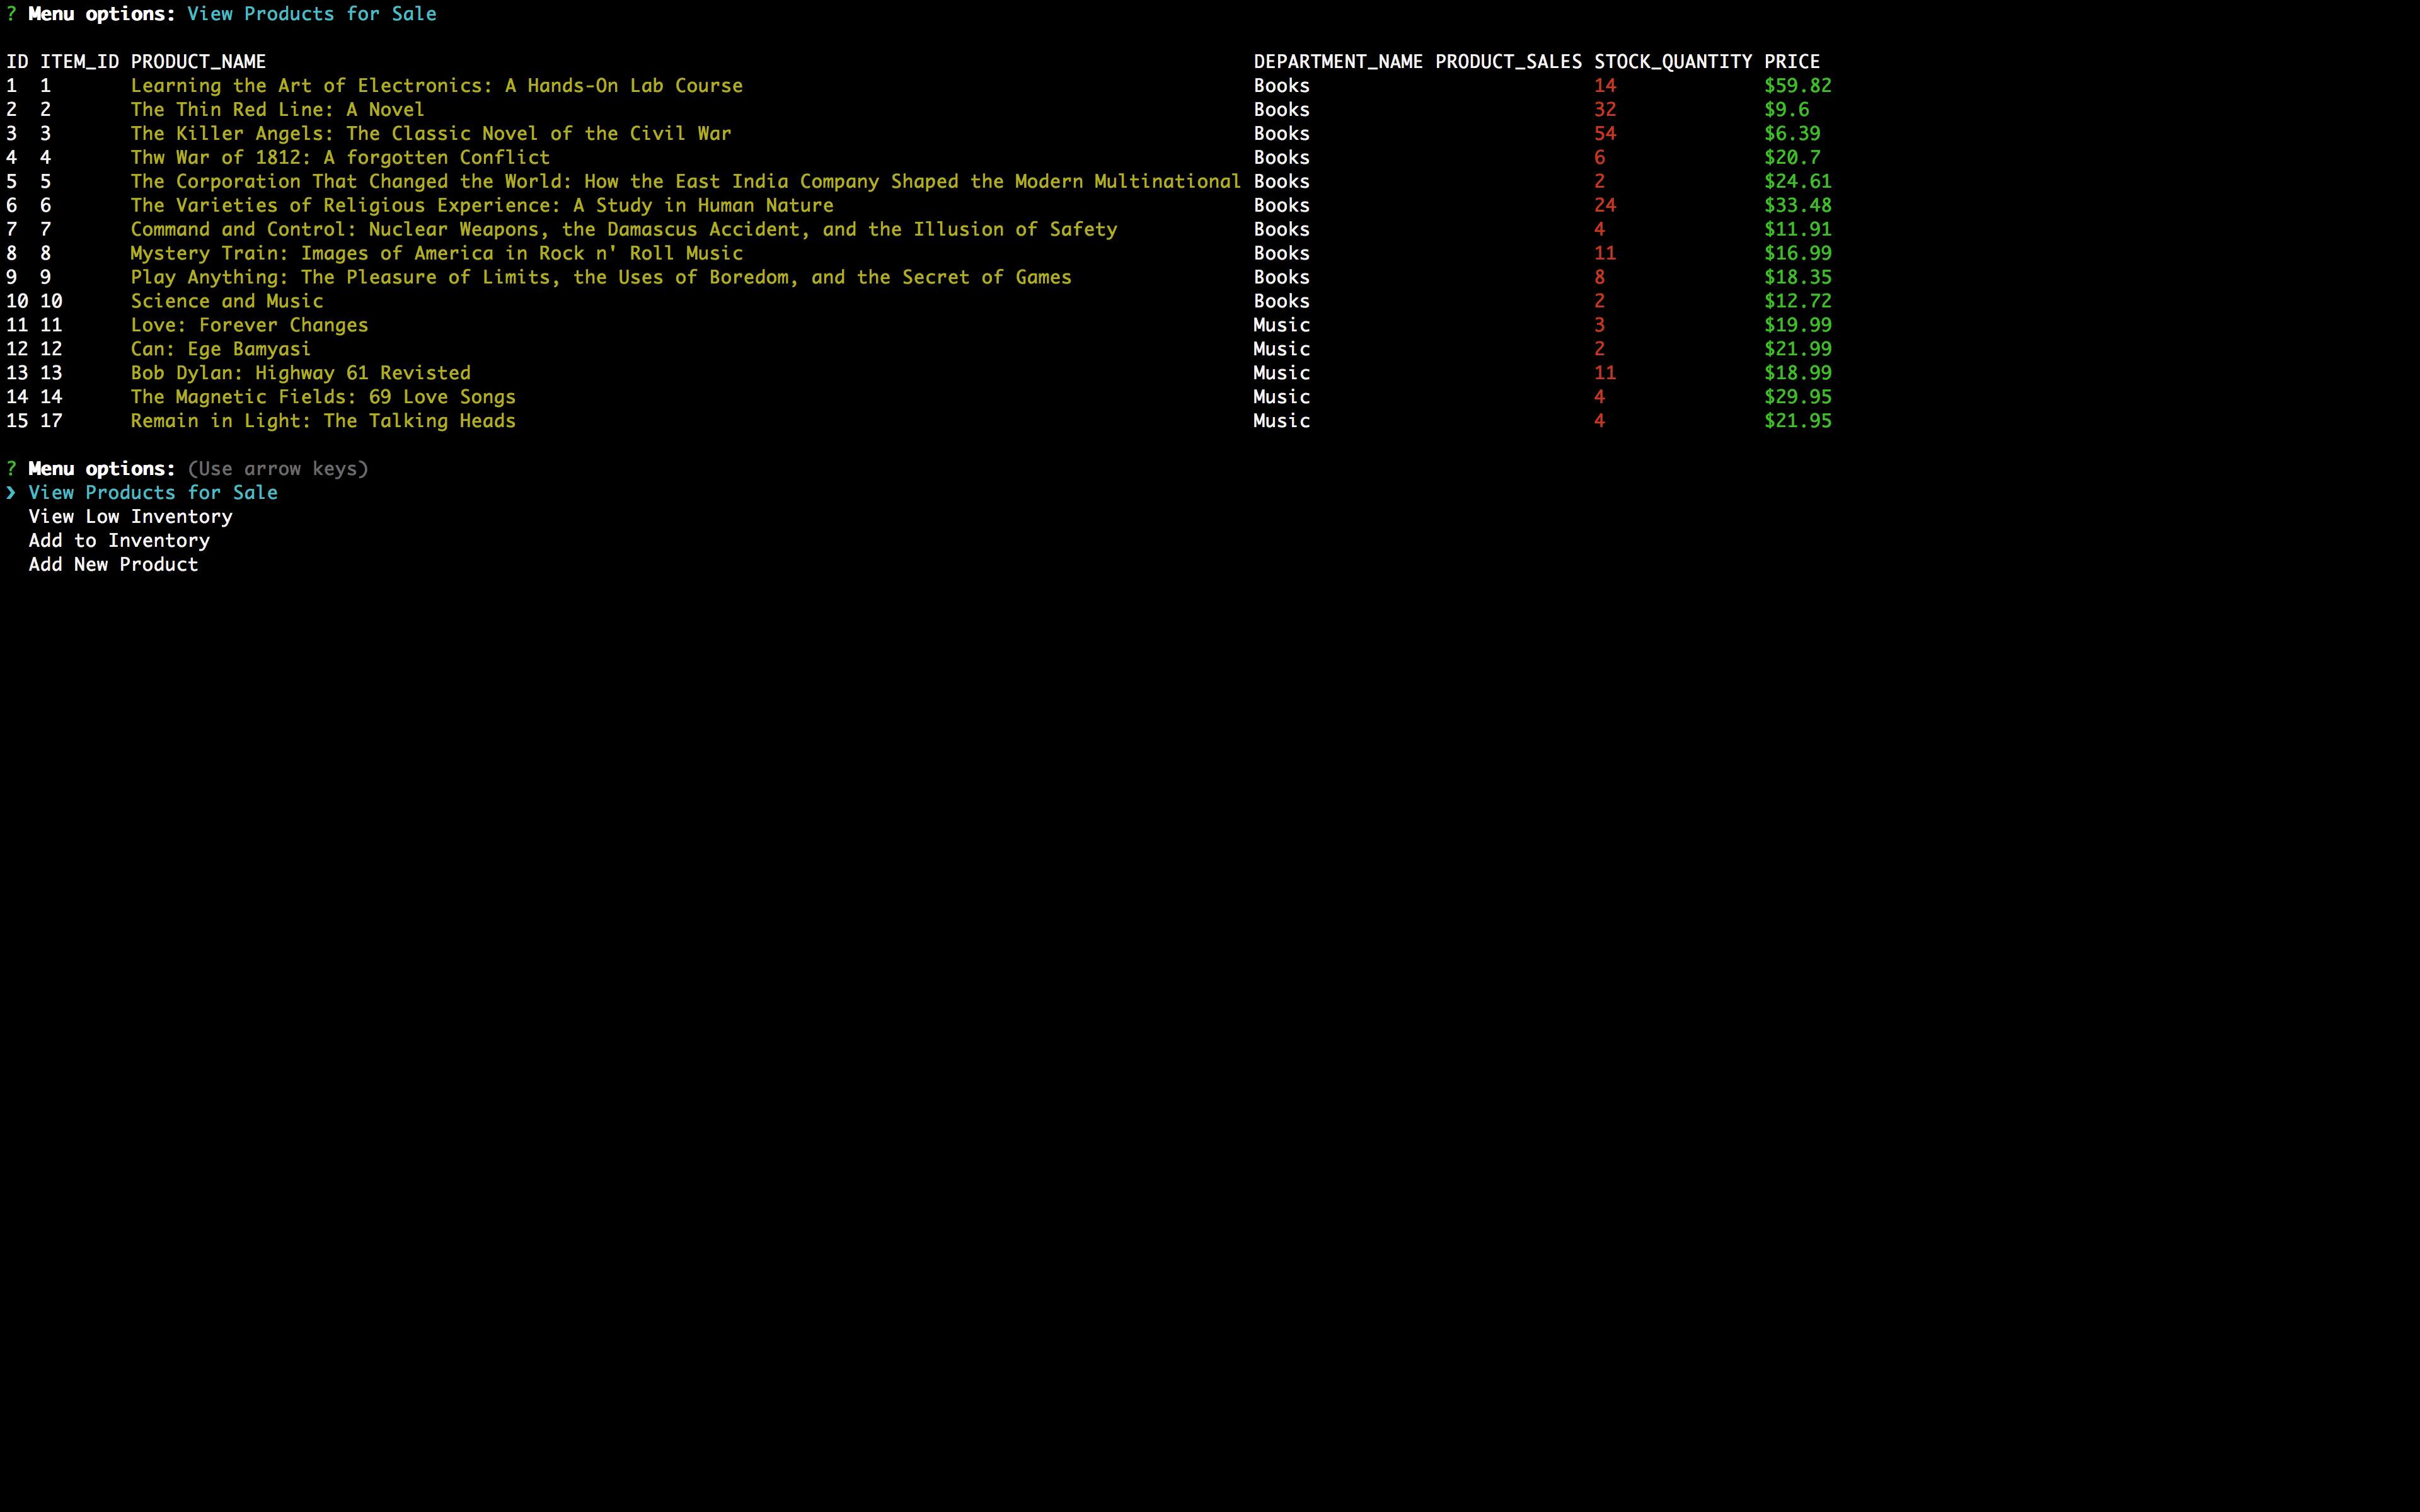 ? Menu options: View Products for Sale
ID ITEM_ID PRODUCT_NAME DEPARTMENT_NAME PRODUCT_SALES STOCK_QUANTITY PRICE
1 1 Learning the Art of Electronics: A Hands-On Lab Course Books 14 $59.82
2 2 The Thin Red Line: A Novel Books 32 $9.6
3 3 The Killer Angels: The Classic Novel of the Civil War Books 54 $6.39
4 4 Thw War of 1812: A forgotten Conflict Books 6 $20.7
5 5 The Corporation That Changed the World: How the East India Company Shaped the Modern Multinational Books 2 $24.61
6 6 The Varieties of Religious Experience: A Study in Human Nature Books 24 $33.48
7 7 Command and Control: Nuclear Weapons, the Damascus Accident, and the Illusion of Safety Books 4 $11.91
8 8 Mystery Train: Images of America in Rock n' Roll Music Books 11 $16.99
9 9 Play Anything: The Pleasure of Limits, the Uses of Boredom, and the Secret of Games Books 8 $18.35
10 10 Science and Music Books 2 $12.72
11 11 Love: Forever Changes Music 3 $19.99
12 12 Can: Ege Bamyasi Music 2 $21.99
13 13 Bob Dylan: Highway 61 Revisted Music 11 $18.99
14 14 The Magnetic Fields: 69 Love Songs Music 4 $29.95
15 17 Remain in Light: The Talking Heads Music 4 $21.95
? Menu options: (Use arrow keys)
❯ View Products for Sale
View Low Inventory
Add to Inventory
Add New Product